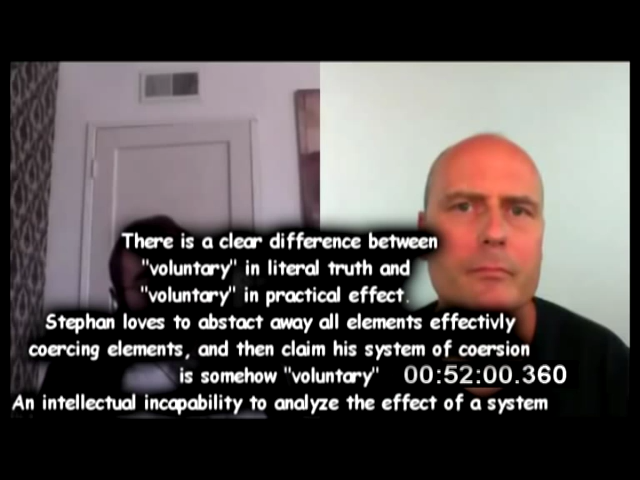 There is a clear difference between
"voluntary" in literal truth and
"voluntary" in practical effect.
Stephan loves to abstact away all elements effectivly
coercing elements, and then claim his system of coersion
is somehow "voluntary" 00:52:00.360
An intellectual incapability to analyze the effect of a system